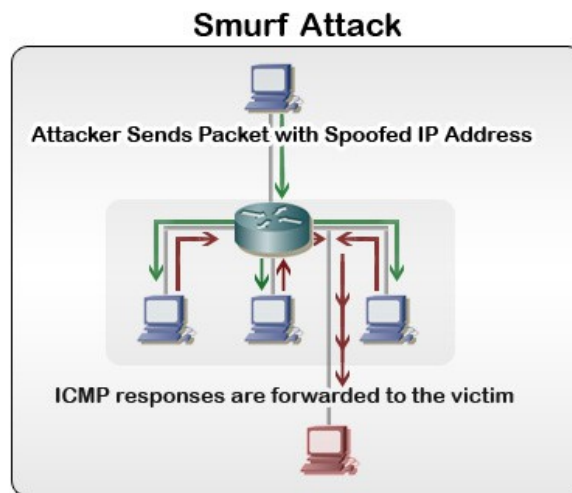 Smurf Attack
Attacker Sends Packet with Spoofed IP Address
ICMP responses are forwarded to the victim